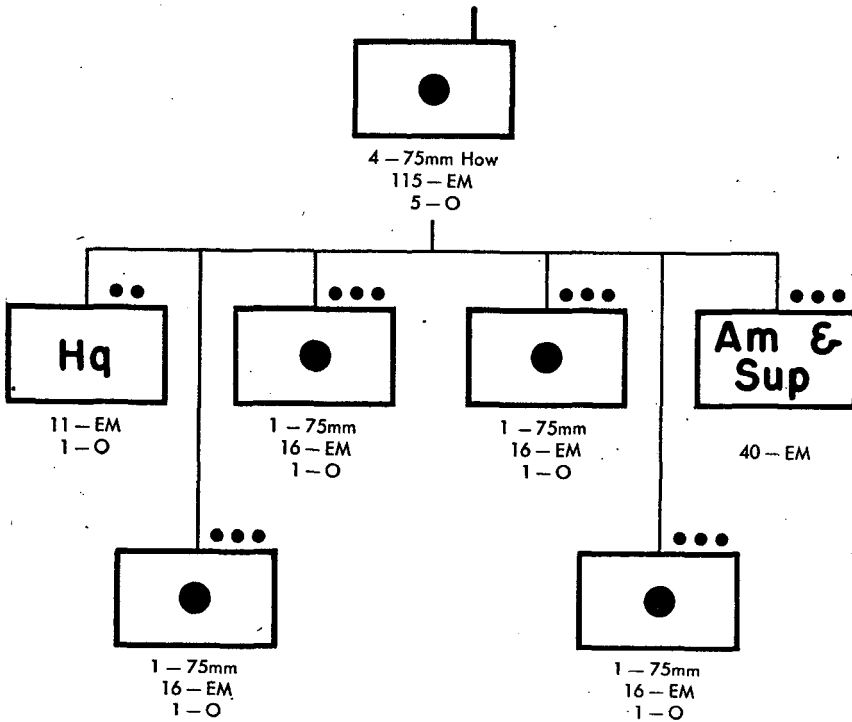 4 — 75mm How
115 — EM
5 — O
Hq
11 — EM
1 — O
1 — 75mm
16 — EM
1 — O
1 — 75mm
16 — EM
1 — O
Am &
Sup
40 — EM
1 — 75mm
16 — EM
1 — O
1 — 75mm
16 — EM
1 — O